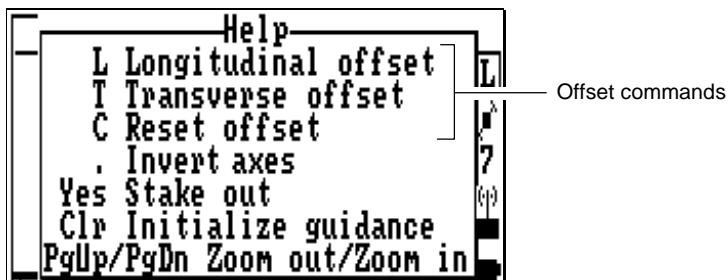 Help
L Longitudinal offset
T Transverse offset
C Reset offset
. Invert axes
Yes Stake out
Clr Initialize guidance
PgUp/PgDn Zoom out/Zoom in
L
?
Offset commands